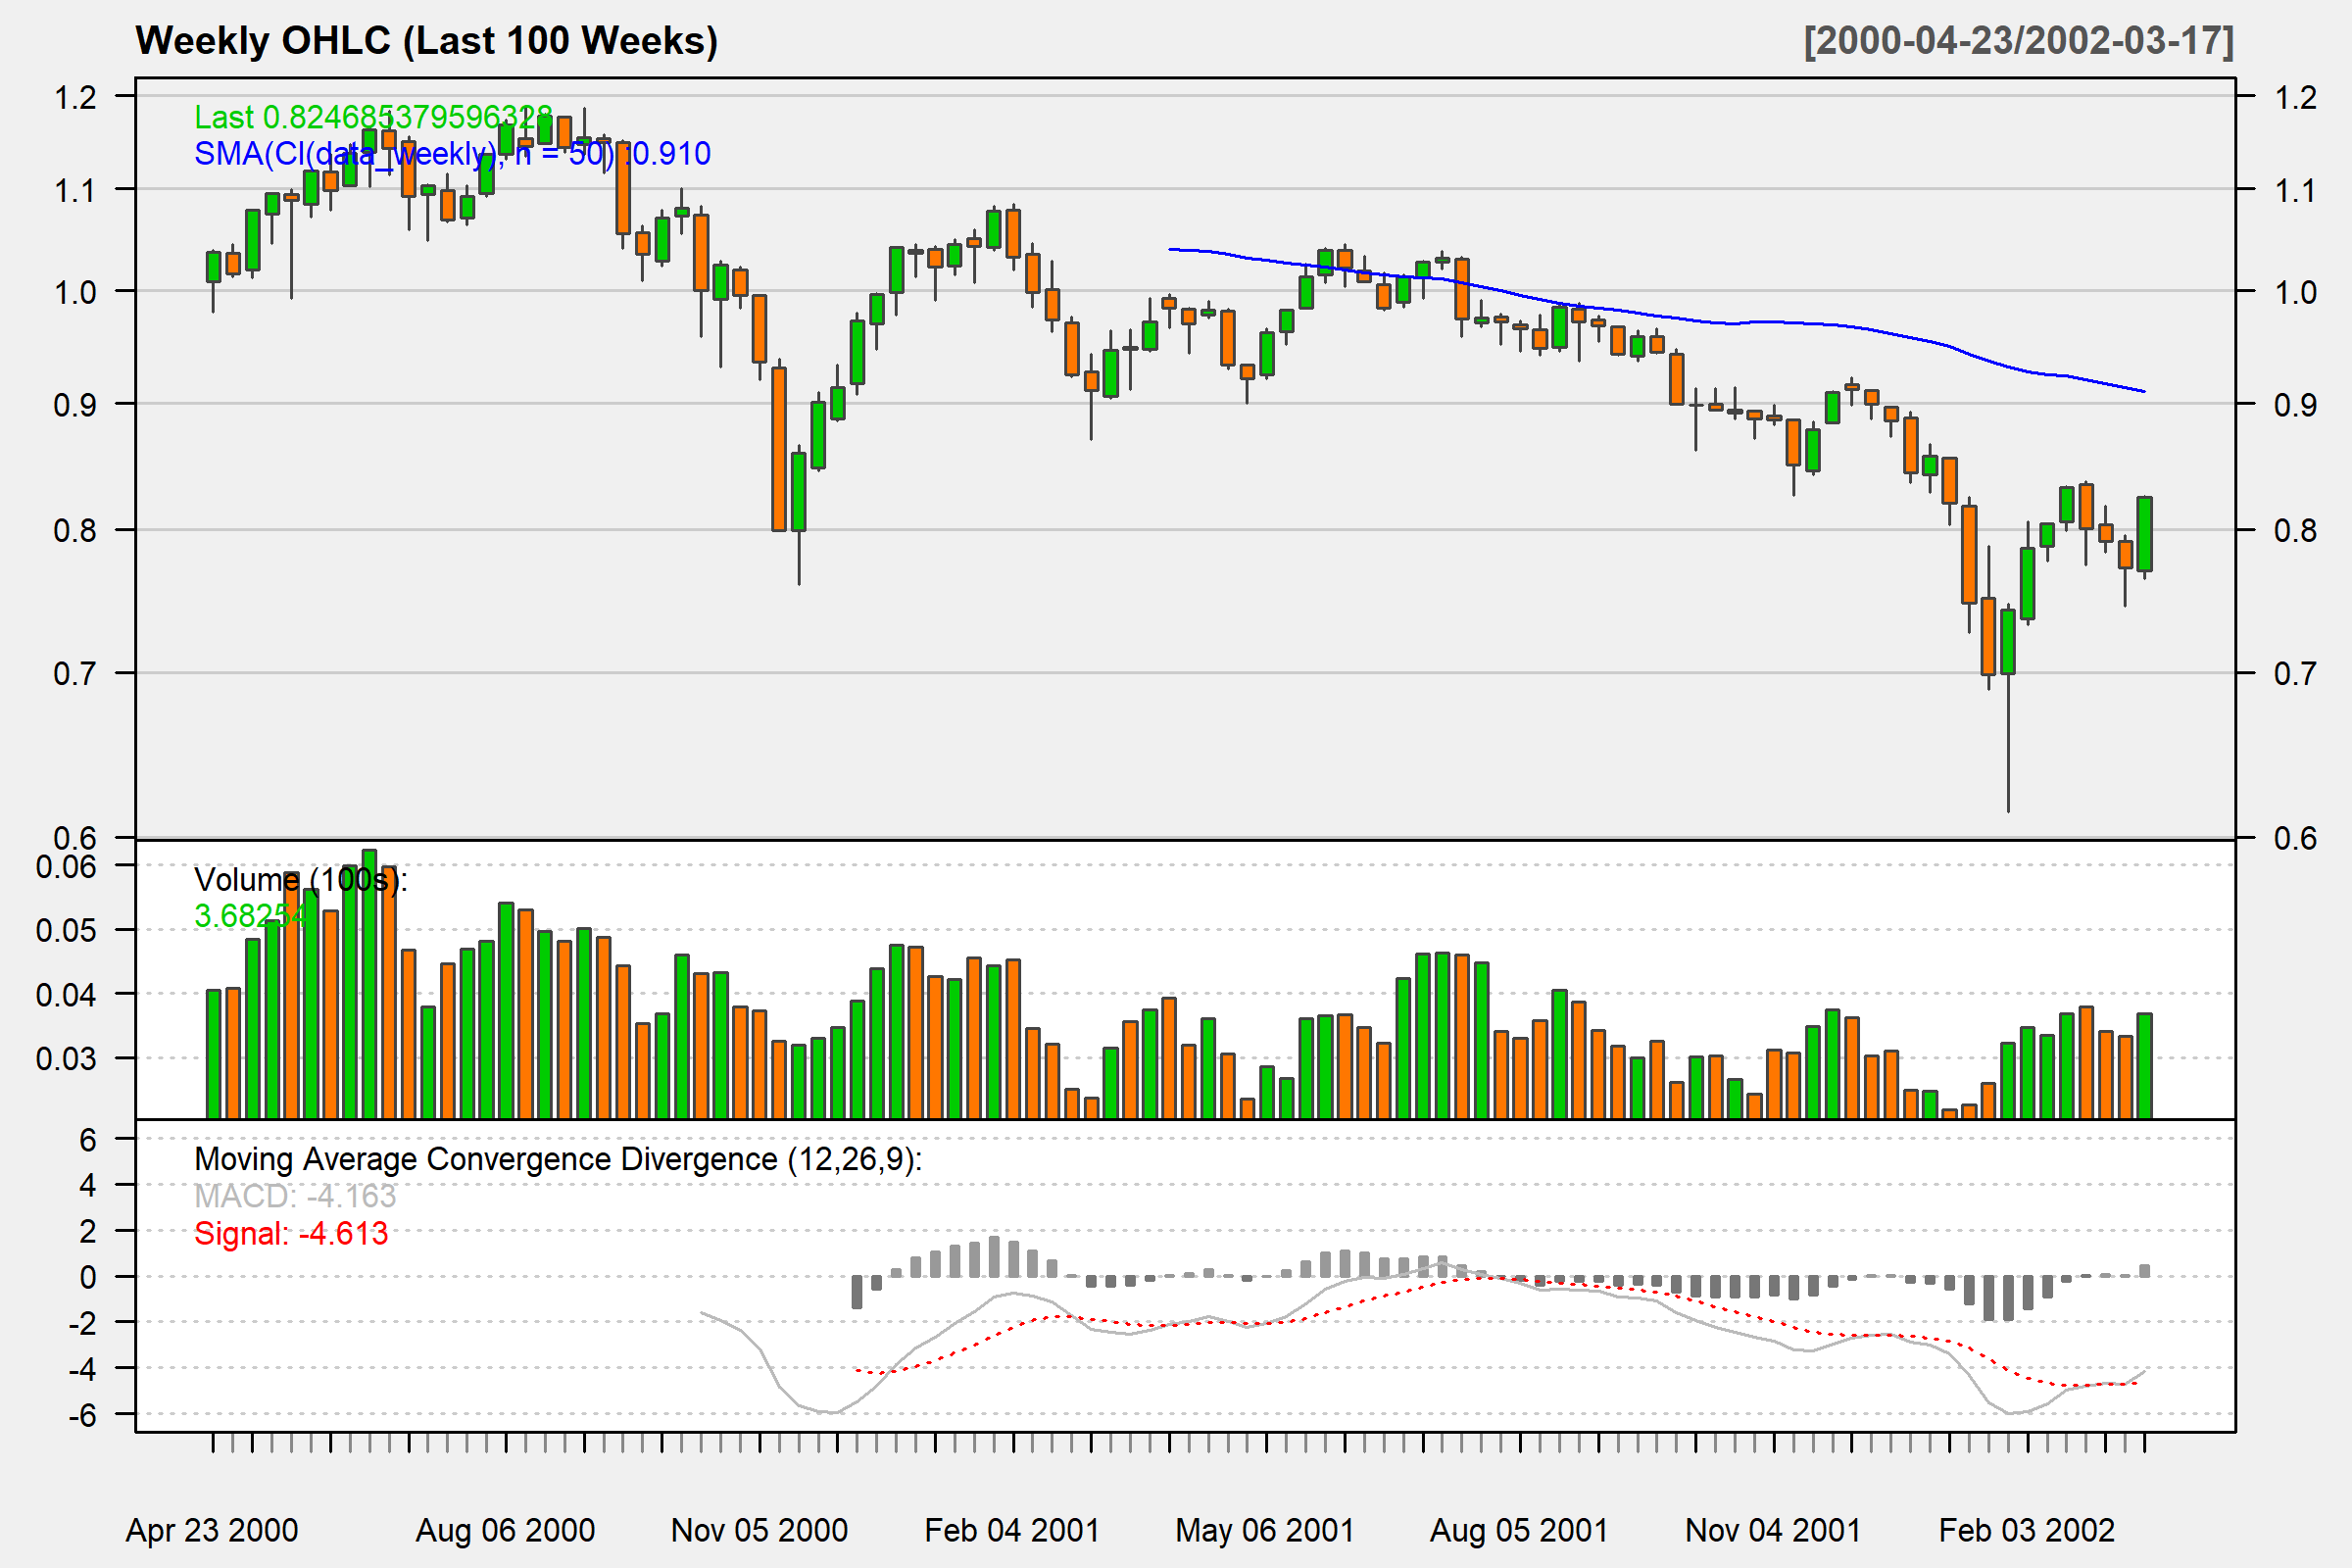 Weekly OHLC (Last 100 Weeks) [2000-04-23/2002-03-17]
Last 0.824685379596328
SMA(Cl(data_weekly), n = 50) :0.910
1.2 1.2
1.1 1.1
1.0 1.0
0.9 0.9
0.8 0.8
0.7 0.7
0.6 0.6
Volume (100s):
3.68254
0.06
0.05
0.04
0.03
Moving Average Convergence Divergence (12,26,9):
MACD: -4.163
Signal: -4.613
6
4
2
0
-2
-4
-6
Apr 23 2000 Aug 06 2000 Nov 05 2000 Feb 04 2001 May 06 2001 Aug 05 2001 Nov 04 2001 Feb 03 2002